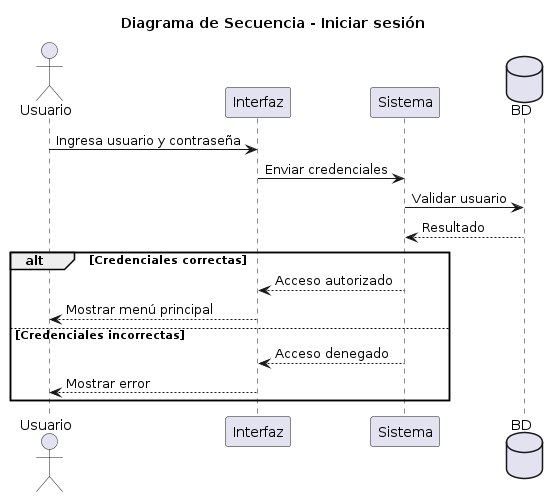 Diagrama de Secuencia - Iniciar sesión
Usuario
Interfaz
Sistema
BD
Ingresa usuario y contraseña
Enviar credenciales
Validar usuario
Resultado
alt
[Credenciales correctas]
Acceso autorizado
Mostrar menú principal
[Credenciales incorrectas]
Acceso denegado
Mostrar error
Usuario
Interfaz
Sistema
BD